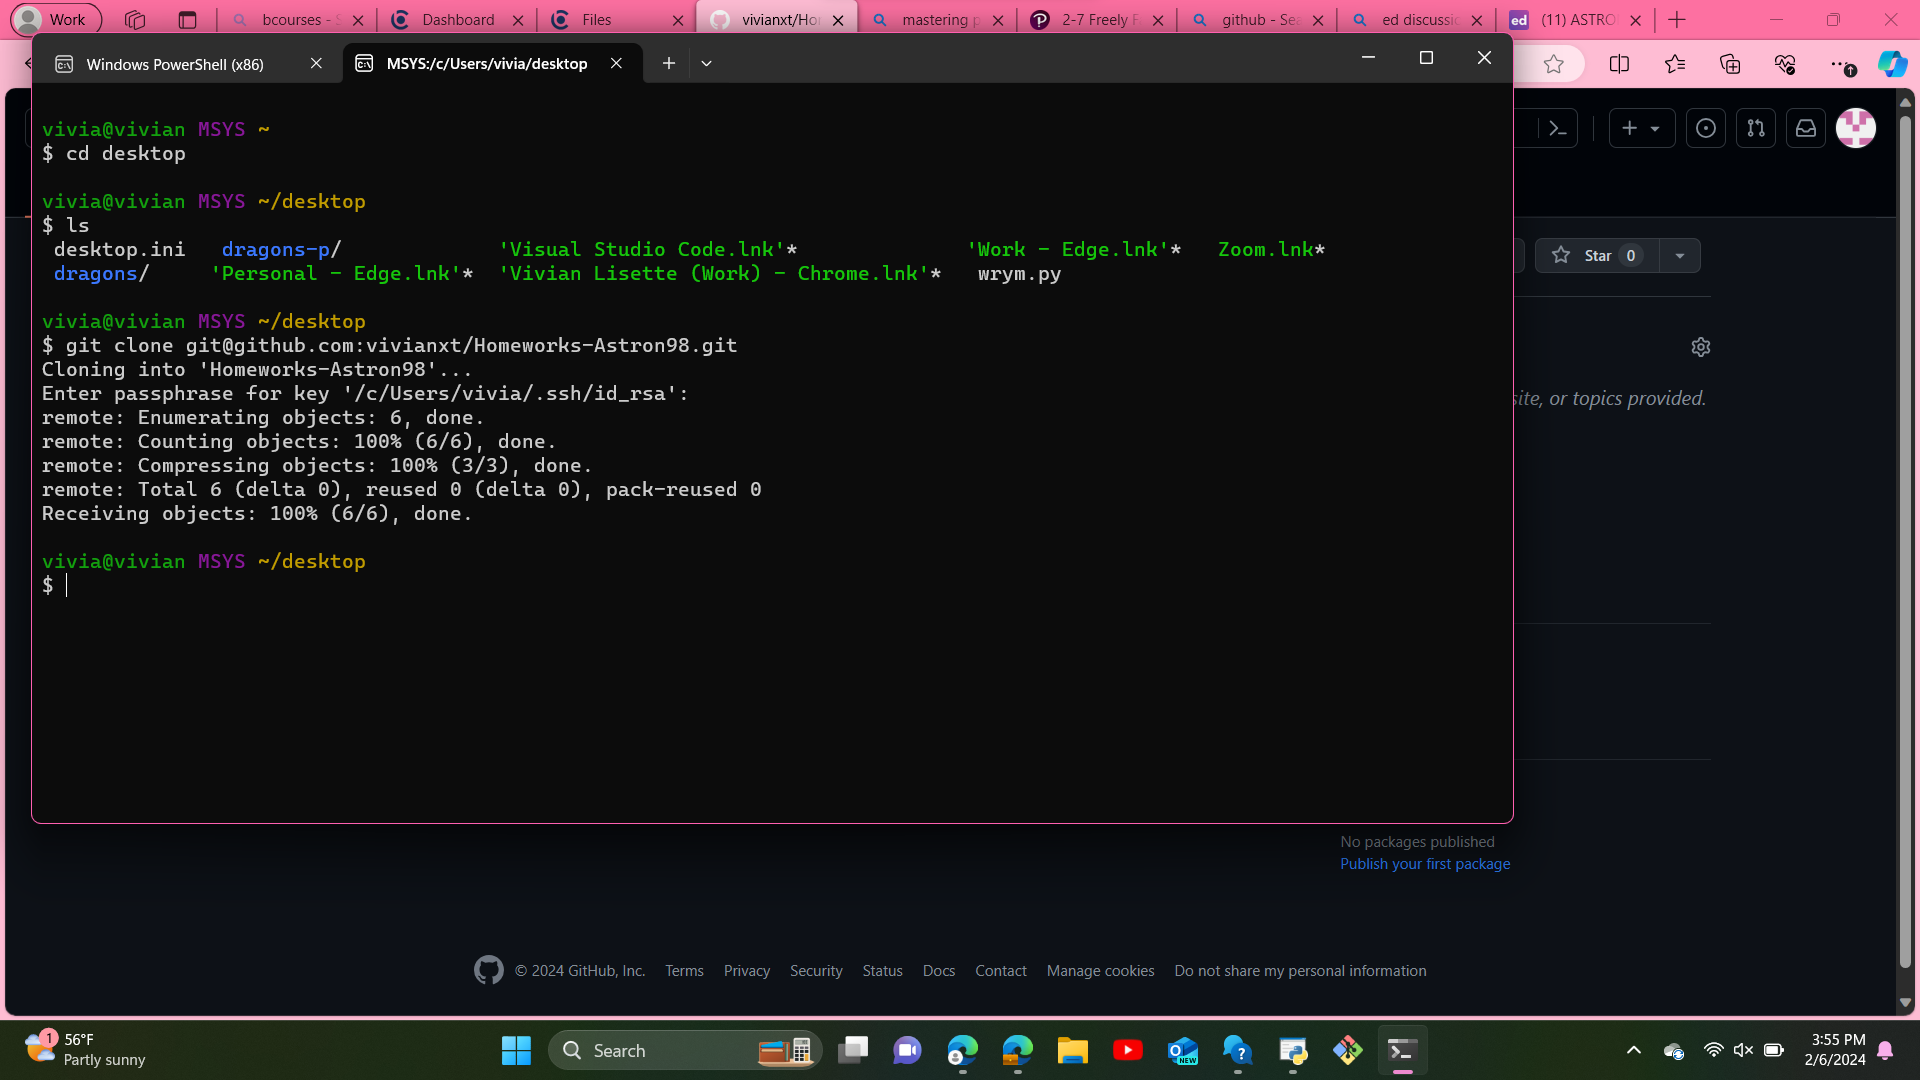 Work
bcourses - S
Dashboard
Files
vivianxt/Ho
mastering p
2-7 Freely F
github - Sea
ed discussio
ed
(11) ASTRO
Windows PowerShell (x86)
MSYS:/c/Users/vivia/desktop
vivia@vivian MSYS ~
$ cd desktop
vivia@vivian MSYS ~/desktop
$ ls
desktop.ini dragons-p/ 'Visual Studio Code.lnk'* 'Work - Edge.lnk'* Zoom.lnk*
dragons/ 'Personal - Edge.lnk'* 'Vivian Lisette (Work) - Chrome.lnk'* wrym.py
vivia@vivian MSYS ~/desktop
$ git clone git@github.com:vivianxt/Homeworks-Astron98.git
Cloning into 'Homeworks-Astron98'...
Enter passphrase for key '/c/Users/vivia/.ssh/id_rsa':
remote: Enumerating objects: 6, done.
remote: Counting objects: 100% (6/6), done.
remote: Compressing objects: 100% (3/3), done.
remote: Total 6 (delta 0), reused 0 (delta 0), pack-reused 0
Receiving objects: 100% (6/6), done.
vivia@vivian MSYS ~/desktop
$
Star 0
site, or topics provided.
No packages published
Publish your first package
© 2024 GitHub, Inc. Terms Privacy Security Status Docs Contact Manage cookies Do not share my personal information
1
56°F
Partly sunny
Search
NEW
3:55 PM
2/6/2024